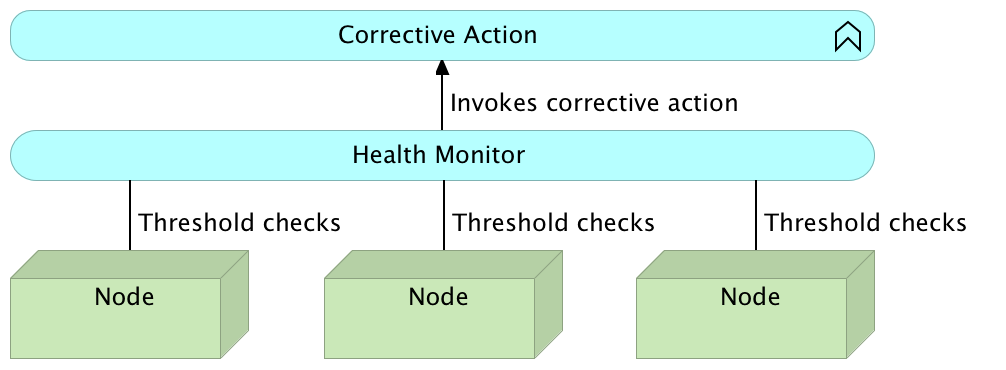 Corrective Action
Invokes corrective action
Health Monitor
Threshold checks
Threshold checks
Threshold checks
Node
Node
Node